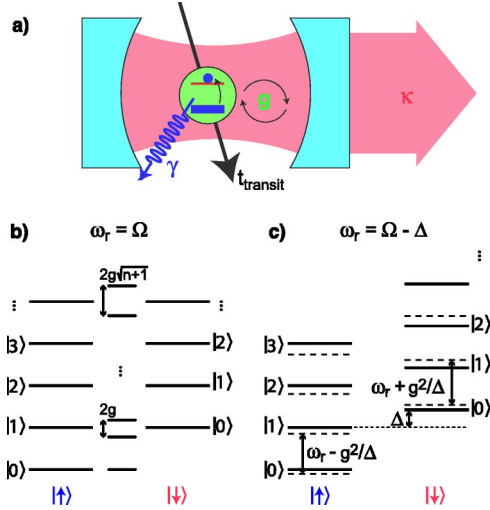 a)
g
κ
γ
t_transit
b)
ω_r = Ω
c)
ω_r = Ω - Δ
2g√n+1
⋮
⋮
⋮
⋮
|3⟩
|2⟩
|1⟩
|0⟩
2g
|2⟩
|1⟩
|0⟩
|↑⟩
|↓⟩
|3⟩
|2⟩
|1⟩
|0⟩
ω_r - g²/Δ
|2⟩
|1⟩
|0⟩
ω_r + g²/Δ
Δ
|↑⟩
|↓⟩